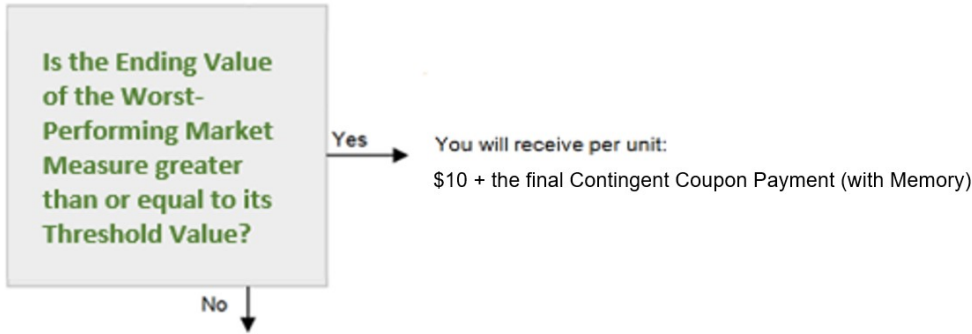 Is the Ending Value
of the Worst-
Performing Market
Measure greater
than or equal to its
Threshold Value?
Yes
You will receive per unit:
$10 + the final Contingent Coupon Payment (with Memory)
No